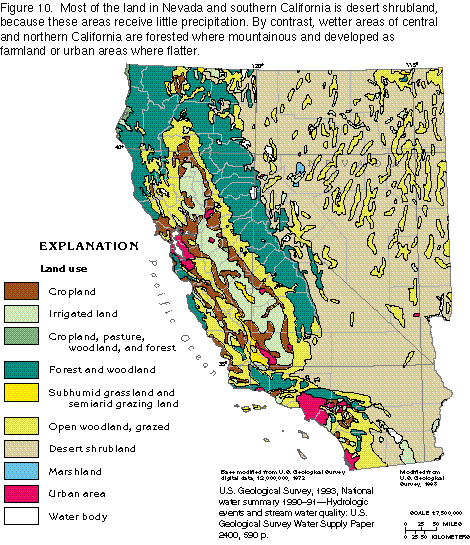 Figure 10.  Most of the land in Nevada and southern California is desert shrubland,
because these areas receive little precipitation. By contrast, wetter areas of central
and northern California are forested where mountainous and developed as
farmland or urban areas where flatter.
120°
115°
40°
Pacific Ocean
EXPLANATION
Land use
Cropland
Irrigated land
Cropland, pasture,
woodland, and forest
Forest and woodland
Subhumid grassland and
semiarid grazing land
Open woodland, grazed
Desert shrubland
Marshland
Urban area
Water body
Base modified from U.S. Geological Survey
digital data, 1:2,000,000, 1972
Modified from
U.S. Geological
Survey, 1993
U.S. Geological Survey, 1993, National
water summary 1990-91—Hydrologic
events and stream water quality: U.S.
Geological Survey Water Supply Paper
2400, 590 p.
SCALE 1:7,500,000
0 25 50 MILES
0 25 50 KILOMETERS